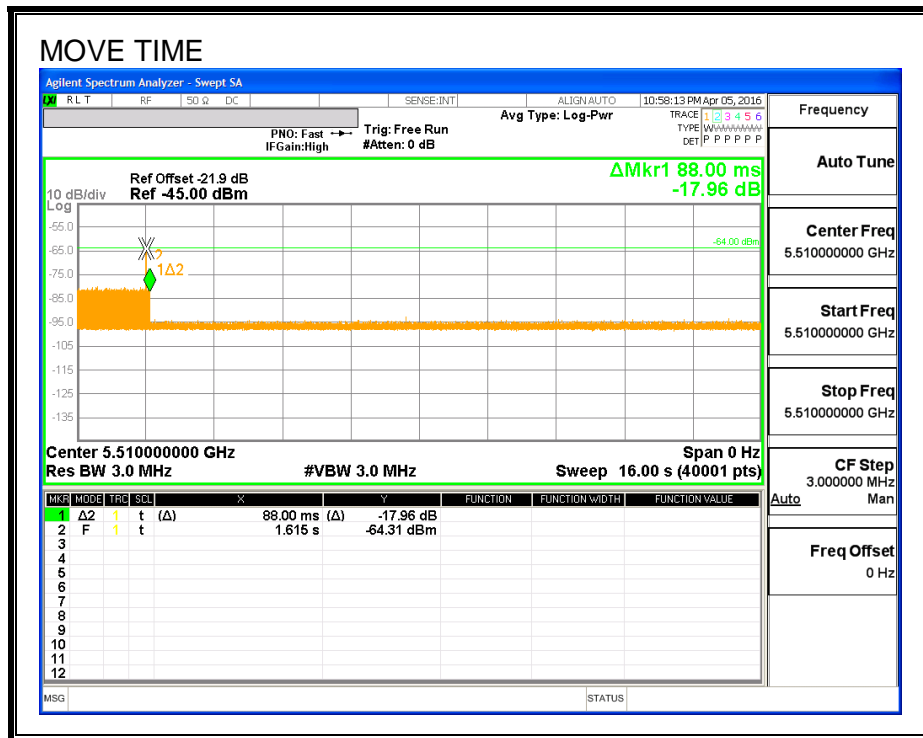 MOVE TIME
Agilent Spectrum Analyzer - Swept SA
LXI RLT RF 50 Ω DC SENSE:INT ALIGNAUTO 10:58:13 PM Apr 05, 2016
Frequency
PNO: Fast
IFGain:High
Trig: Free Run
#Atten: 0 dB
Avg Type: Log-Pwr
TRACE 1 2 3 4 5 6
TYPE W
DET P P P P P P
Auto Tune
ΔMkr1 88.00 ms
-17.96 dB
Ref Offset -21.9 dB
10 dB/div Ref -45.00 dBm
Log
-55.0
-65.0
-75.0
-85.0
-95.0
-105
-115
-125
-135
-64.00 dBm
2
1Δ2
Center Freq
5.510000000 GHz
Start Freq
5.510000000 GHz
Stop Freq
5.510000000 GHz
Center 5.510000000 GHz Span 0 Hz
Res BW 3.0 MHz #VBW 3.0 MHz Sweep 16.00 s (40001 pts)
CF Step
3.000000 MHz
Auto Man
MKR MODE TRC SCL X Y FUNCTION FUNCTION WIDTH FUNCTION VALUE
1 Δ2 1 t (Δ) 88.00 ms (Δ) -17.96 dB
2 F 1 t 1.615 s -64.31 dBm
3
4
5
6
7
8
9
10
11
12
Freq Offset
0 Hz
MSG STATUS